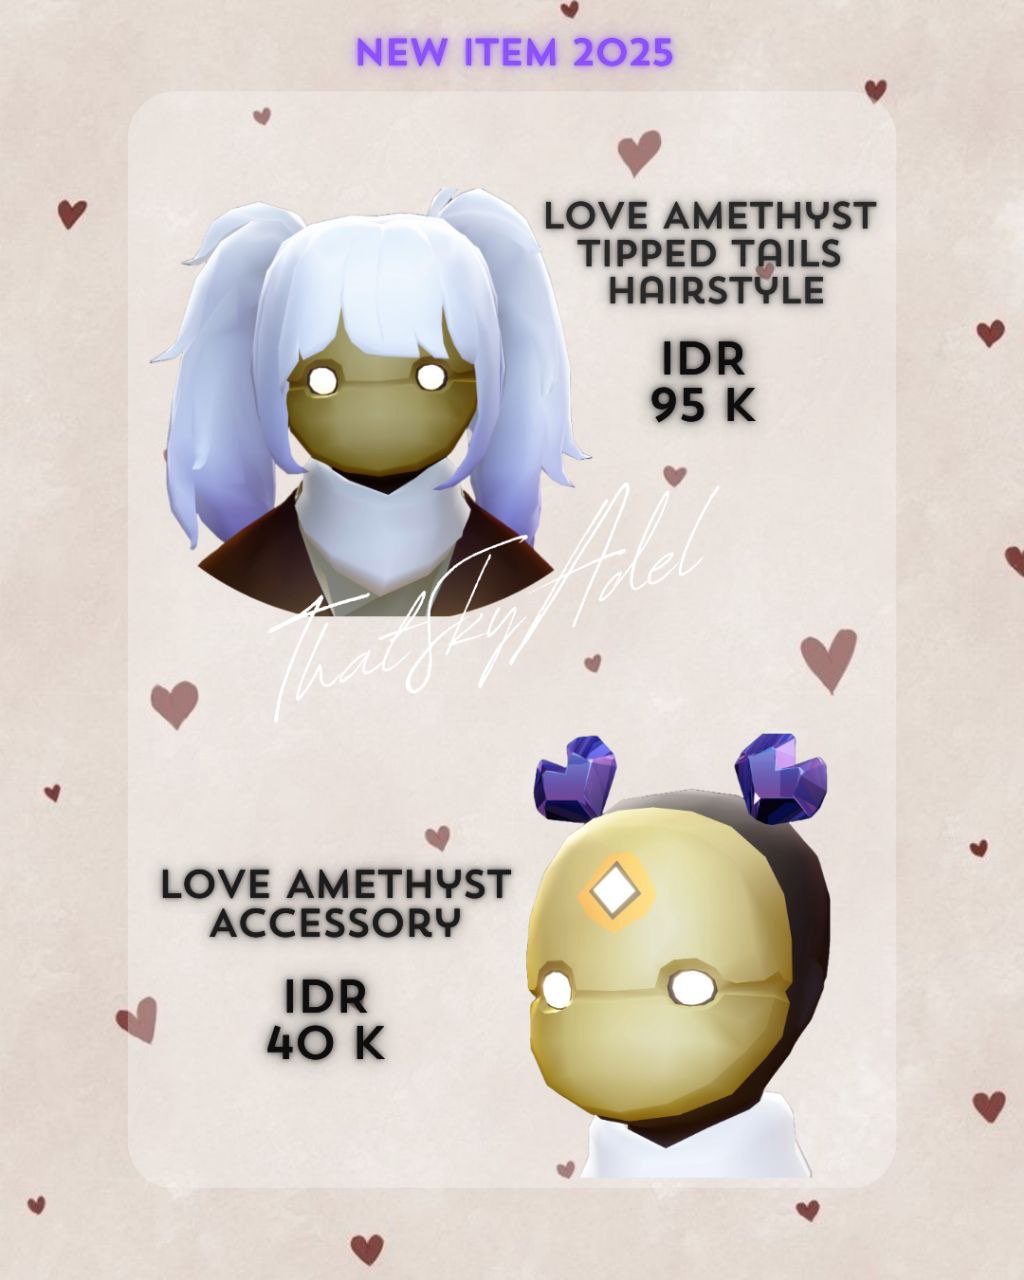 NEW ITEM 2025
LOVE AMETHYST
TIPPED TAILS
HAIRSTYLE
IDR
95 K
ThatSkyAdel
LOVE AMETHYST
ACCESSORY
IDR
40 K